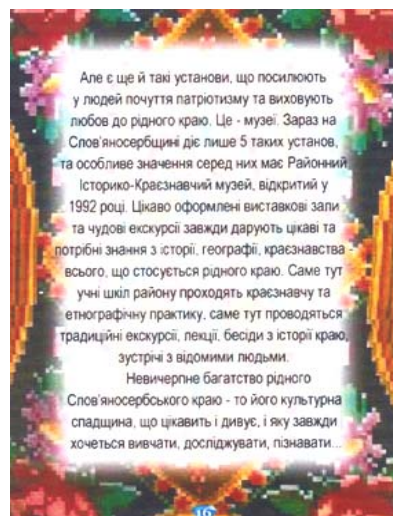 Але є ще й такі установи, що посилюють
у людей почуття патріотизму та виховують
любов до рідного краю. Це - музеї. Зараз на
Слов'яносербщині діє лише 5 таких установ,
та особливе значення серед них має Районний
Історико-Краєзнавчий музей, відкритий у
1992 році. Цікаво оформлені виставкові зали
та чудові екскурсії завжди дарують цікаві та
потрібні знання з історії, географії, краєзнавства -
всього, що стосується рідного краю. Саме тут
учні шкіл району проходять краєзнавчу та
етнографічну практику, саме тут проводяться
традиційні екскурсії, лекції, бесіди з історії краю,
зустрічі з відомими людьми.
Невичерпне багатство рідного
Слов'яносербського краю - то його культурна
спадщина, що цікавить і дивує, і яку завжди
хочеться вивчати, досліджувати, пізнавати...
16